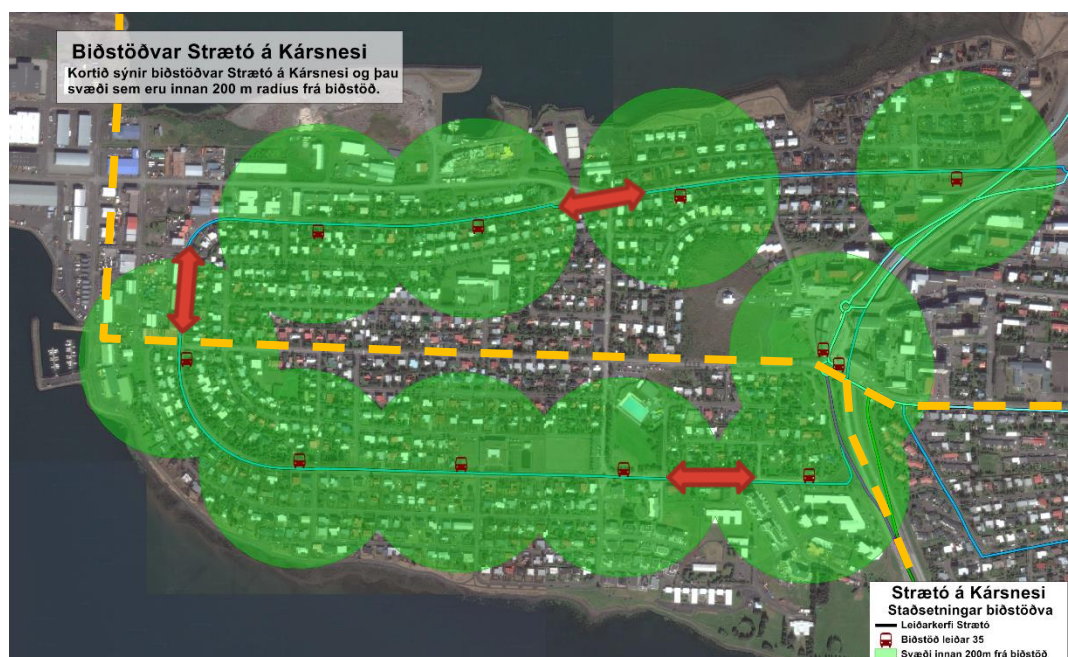 Biðstöðvar Strætó á Kársnesi
Kortið sýnir biðstöðvar Strætó á Kársnesi og þau
svæði sem eru innan 200 m radíus frá biðstöð.
Strætó á Kársnesi
Staðsetningar biðstöðva
Leiðarkerfi Strætó
Biðstöð leiðar 35
Svæði innan 200m frá biðstöð